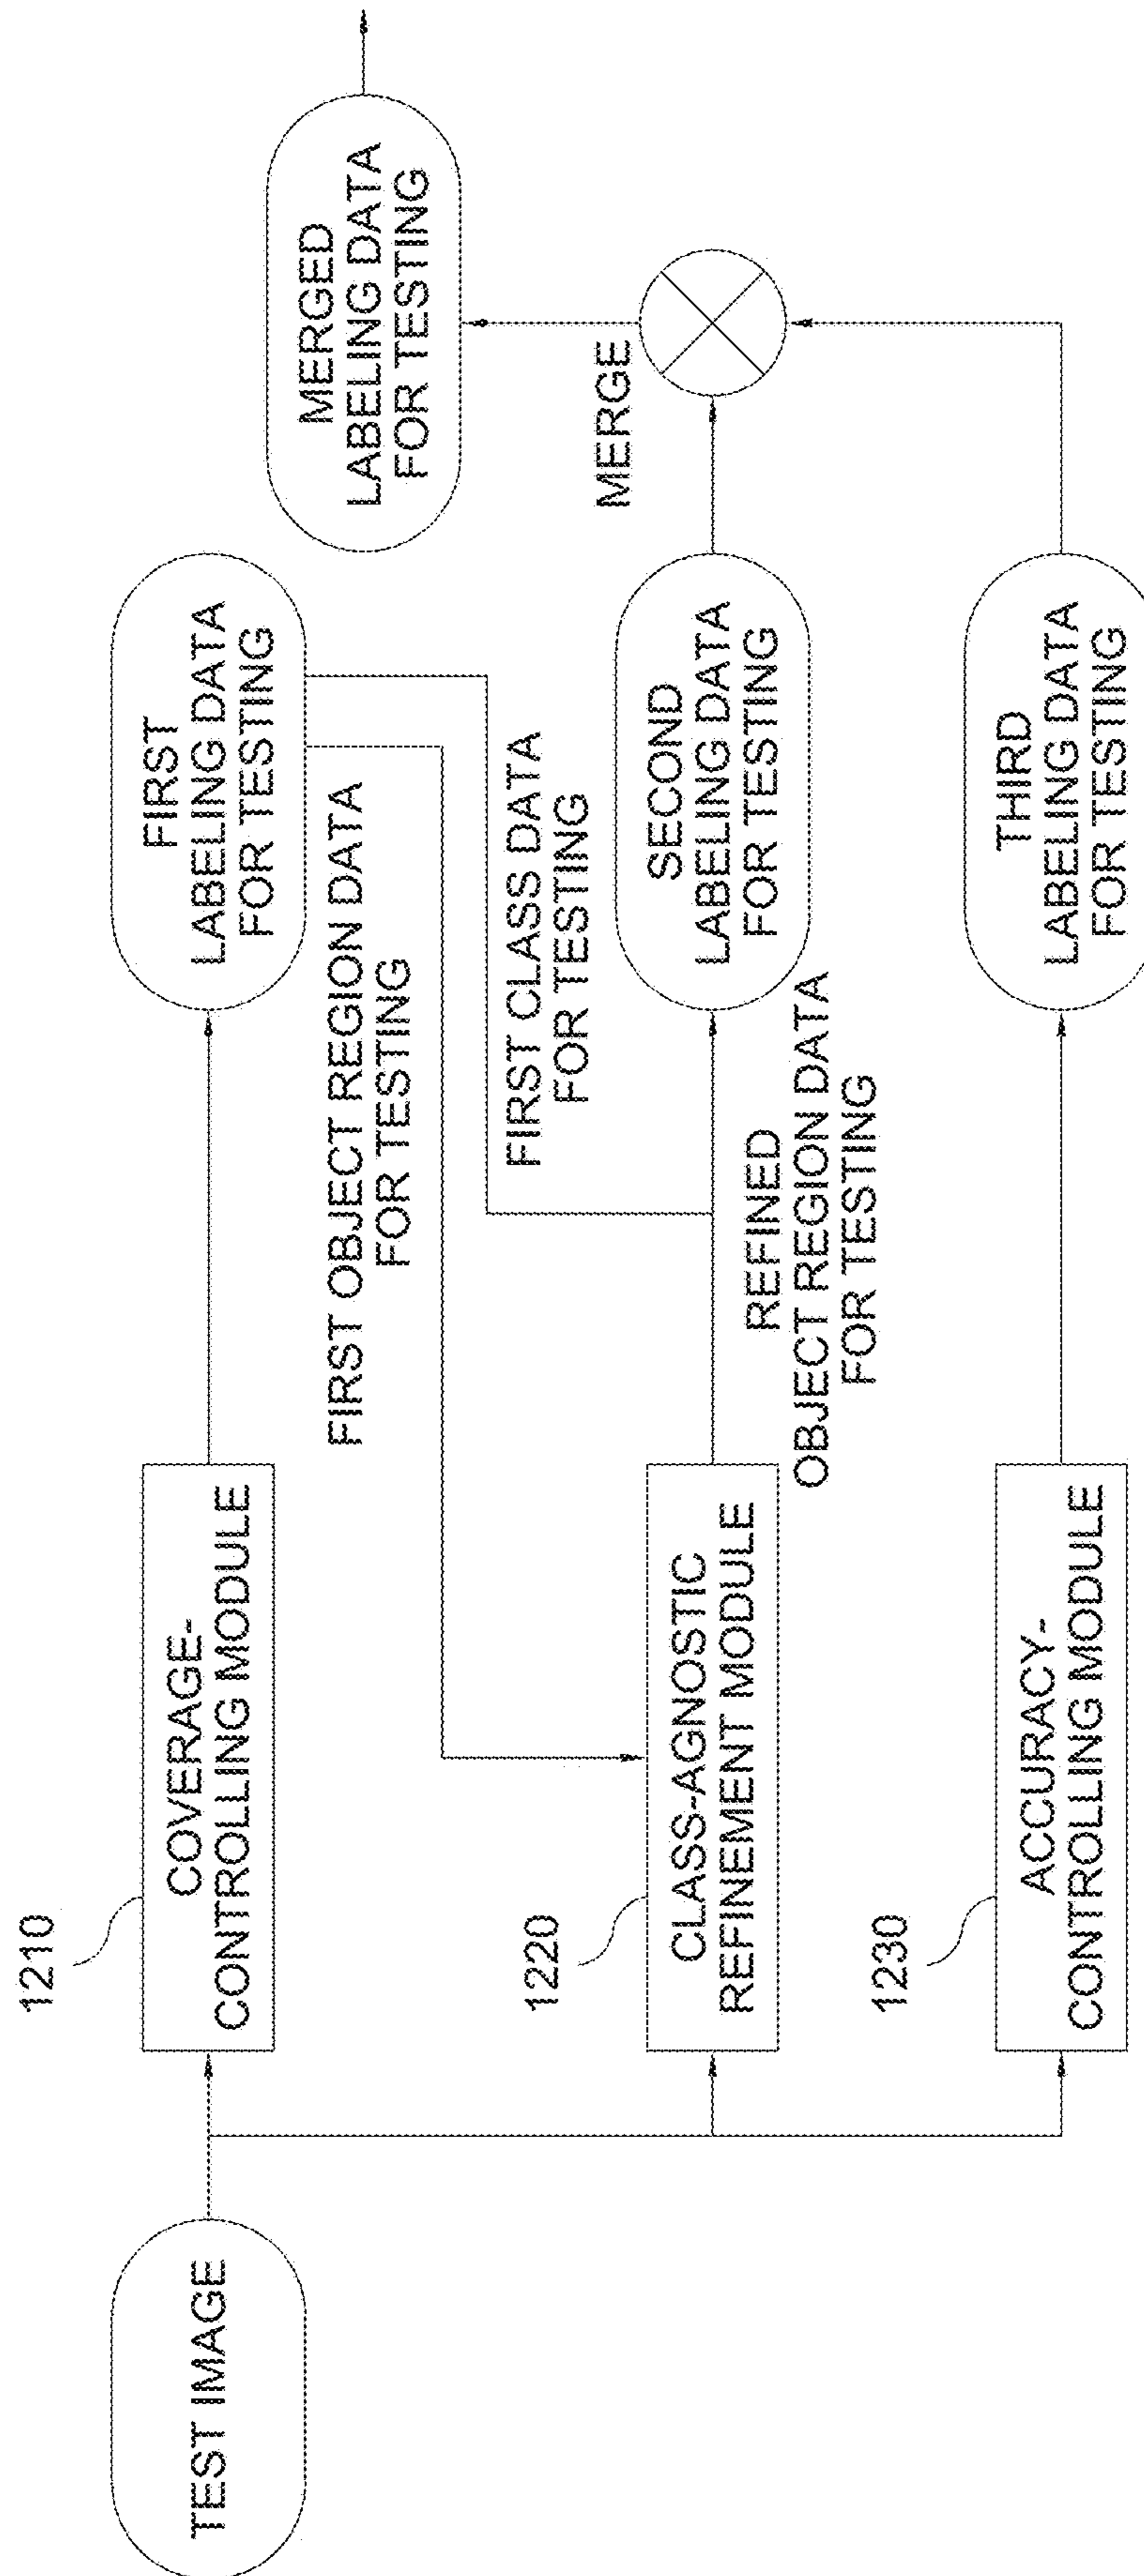 TEST IMAGE
1210
COVERAGE-
CONTROLLING MODULE
FIRST
LABELING DATA
FOR TESTING
MERGED
LABELING DATA
FOR TESTING
FIRST OBJECT REGION DATA
FOR TESTING
FIRST CLASS DATA
FOR TESTING
1220
CLASS-AGNOSTIC
REFINEMENT MODULE
REFINED
OBJECT REGION DATA
FOR TESTING
SECOND
LABELING DATA
FOR TESTING
MERGE
1230
ACCURACY-
CONTROLLING MODULE
THIRD
LABELING DATA
FOR TESTING